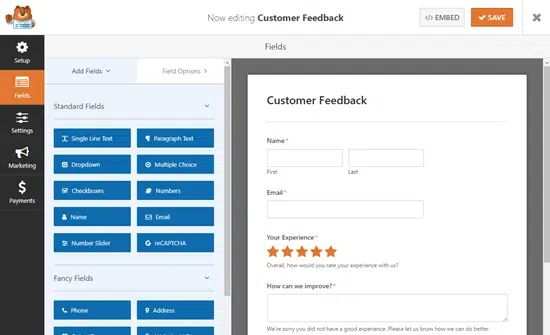 Now editing Customer Feedback
</> EMBED
✔ SAVE
Setup
Fields
Settings
Marketing
Payments
Fields
Add Fields
Field Options
Standard Fields
Single Line Text
Paragraph Text
Dropdown
Multiple Choice
Checkboxes
# Numbers
Name
Email
Number Slider
G reCAPTCHA
Fancy Fields
Phone
Address
Customer Feedback
Name *
First
Last
Email *
Your Experience *
Overall, how would you rate your experience with us?
How can we improve? *
We're sorry you did not have a good experience. Please let us know how we can do better.